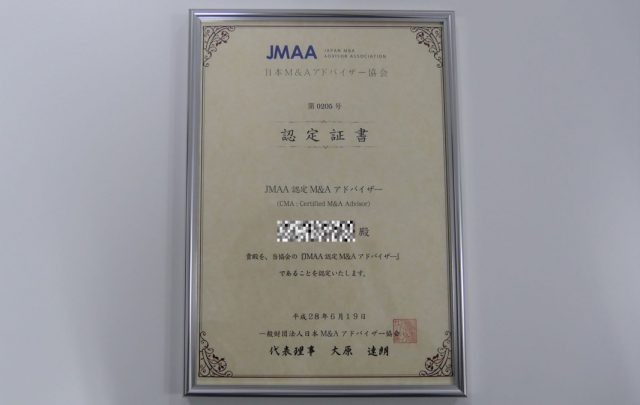 JMAA JAPAN M&A
ADVISOR ASSOCIATION
日本M&Aアドバイザー協会
第0205号
認定証書
JMAA 認定 M&A アドバイザー
(CMA : Certified M&A Advisor)
殿
貴殿を、当協会の『JMAA 認定 M&A アドバイザー』
であることを認定いたします。
平成28年6月19日
一般財団法人日本 M&A アドバイザー協会
代表理事 大原 達朗